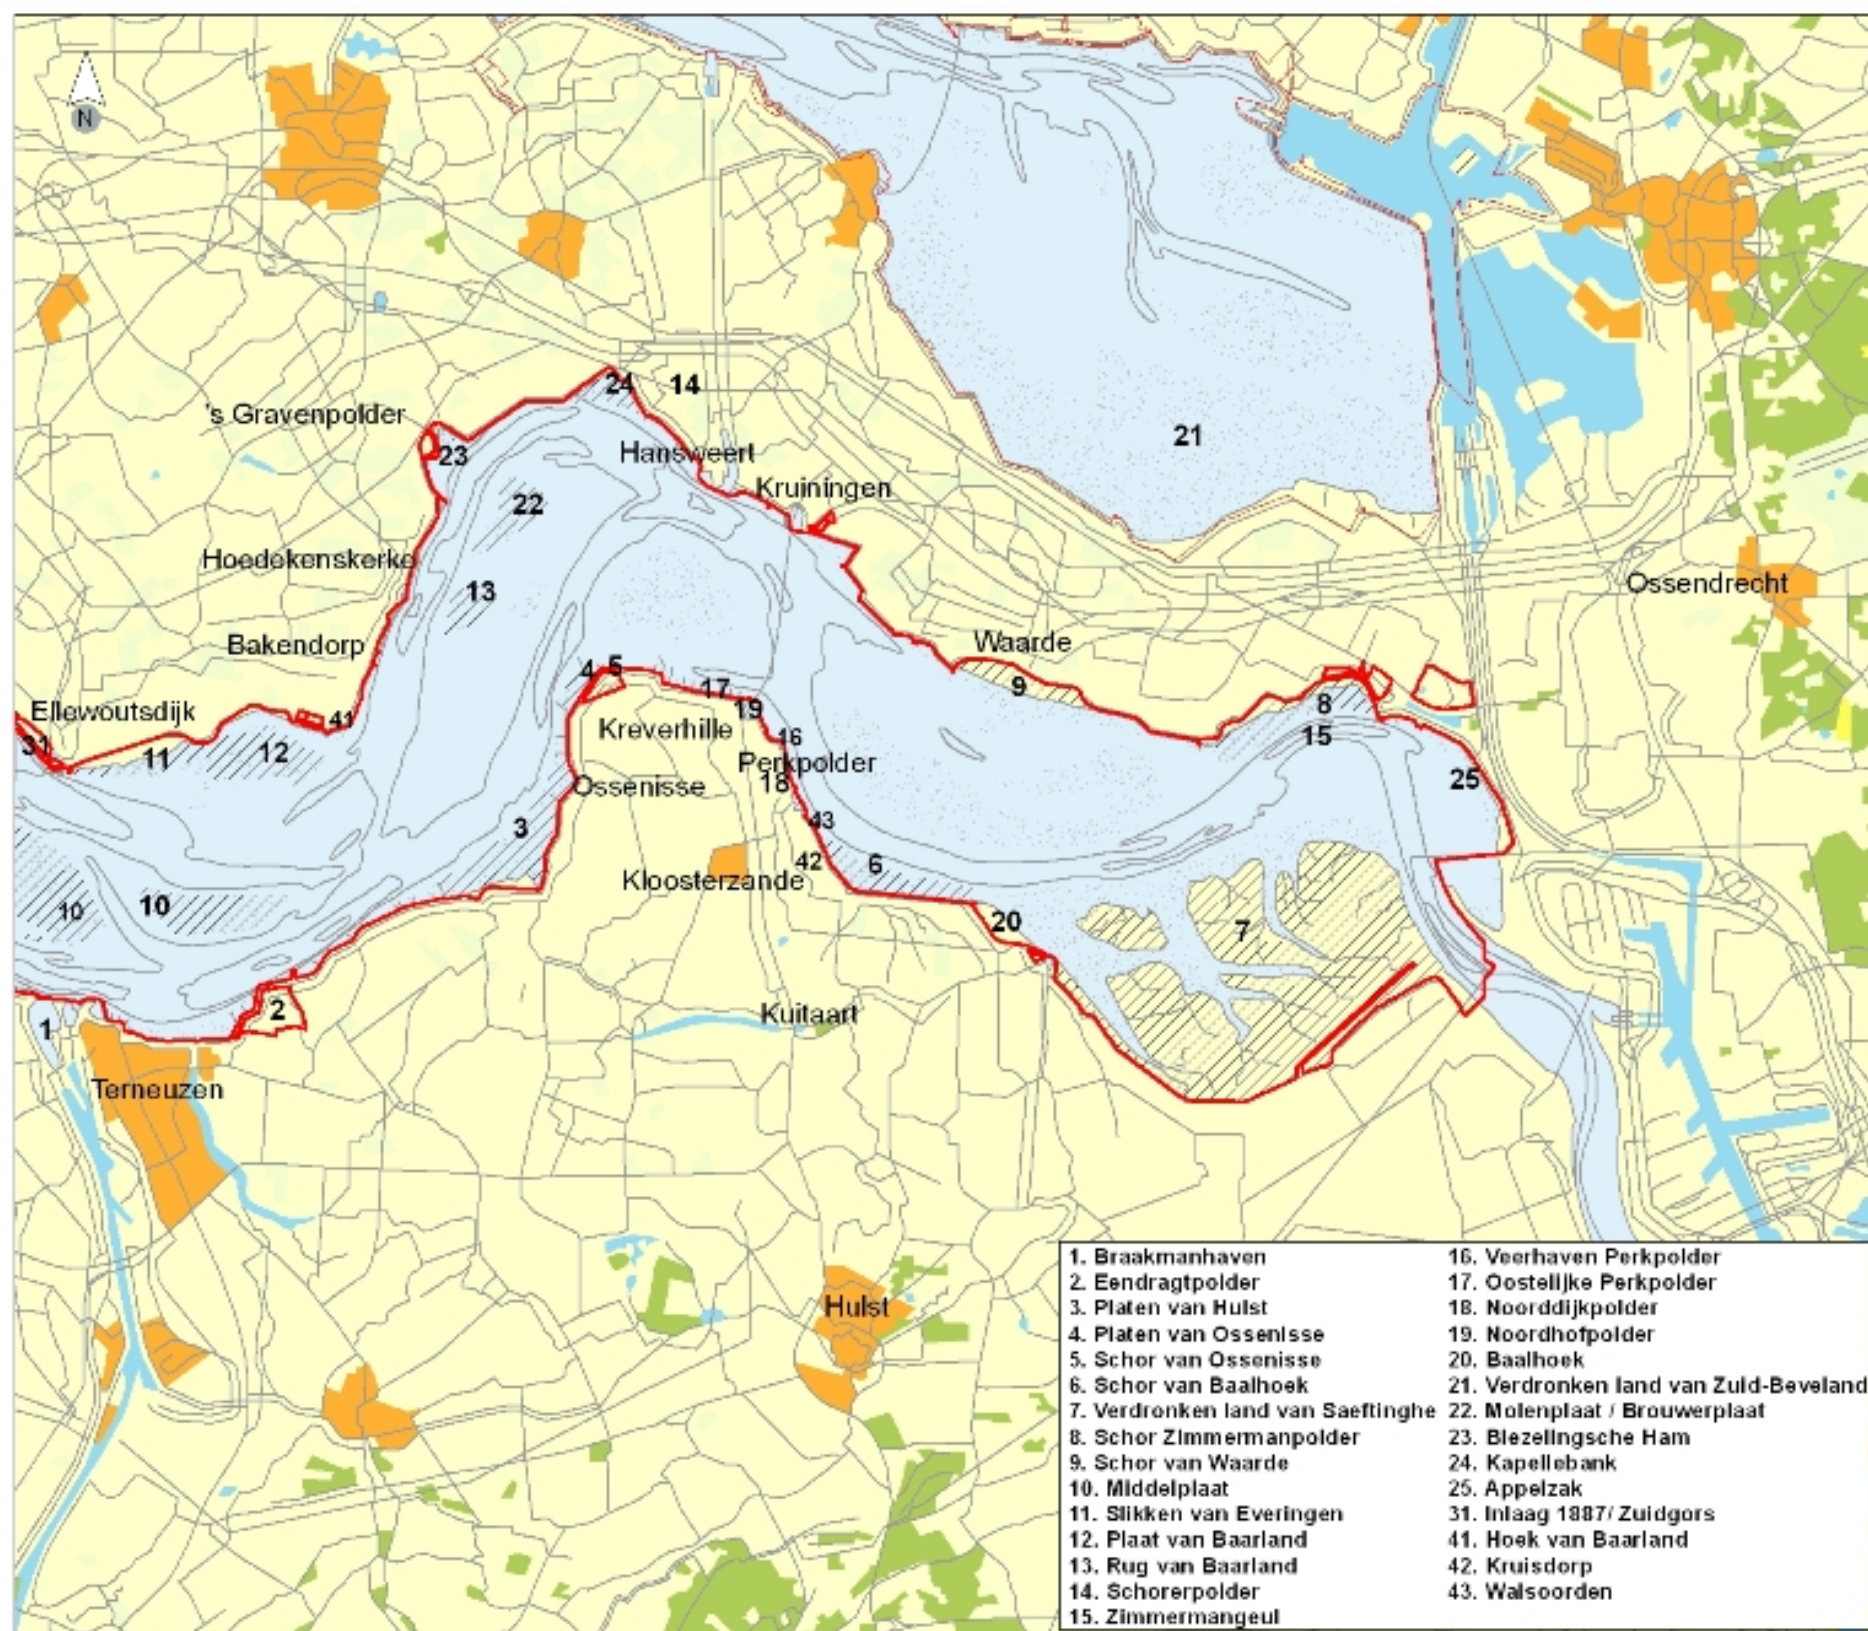 N
24
14
's Gravenpolder
21
23
Hansweert
Kruiningen
22
Hoedekenskerke
Ossendrecht
13
Bakendorp
Waarde
4
5
9
17
8
Ellewoutsdijk
41
19
Kreverhille
31
12
11
16
15
Perkpolder
18
25
Ossenisse
3
43
42
6
Kloosterzande
10
10
20
7
2
Kuitaart
1
Terneuzen
Hulst
1. Braakmanhaven
2. Eendragtpolder
3. Platen van Hulst
4. Platen van Ossenisse
5. Schor van Ossenisse
6. Schor van Baalhoek
7. Verdronken land van Saeftinghe
8. Schor Zimmermanpolder
9. Schor van Waarde
10. Middelplaat
11. Slikken van Everingen
12. Plaat van Baarland
13. Rug van Baarland
14. Schorerpolder
15. Zimmermangeul
16. Veerhaven Perkpolder
17. Oostelijke Perkpolder
18. Noorddijkpolder
19. Noordhofpolder
20. Baalhoek
21. Verdronken land van Zuid-Beveland
22. Molenplaat / Brouwerplaat
23. Biezelingsche Ham
24. Kapellebank
25. Appelzak
31. Inlaag 1887/ Zuidgors
41. Hoek van Baarland
42. Kruisdorp
43. Walsoorden